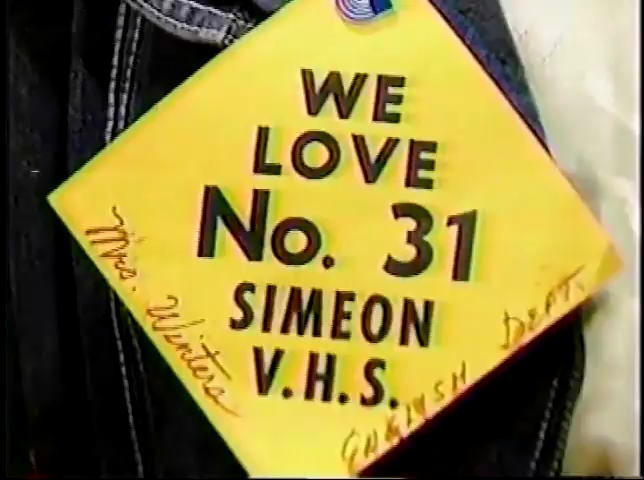 WE
LOVE
No. 31
SIMEON
V.H.S.
Mrs. Winters
ENGLISH DEPT.